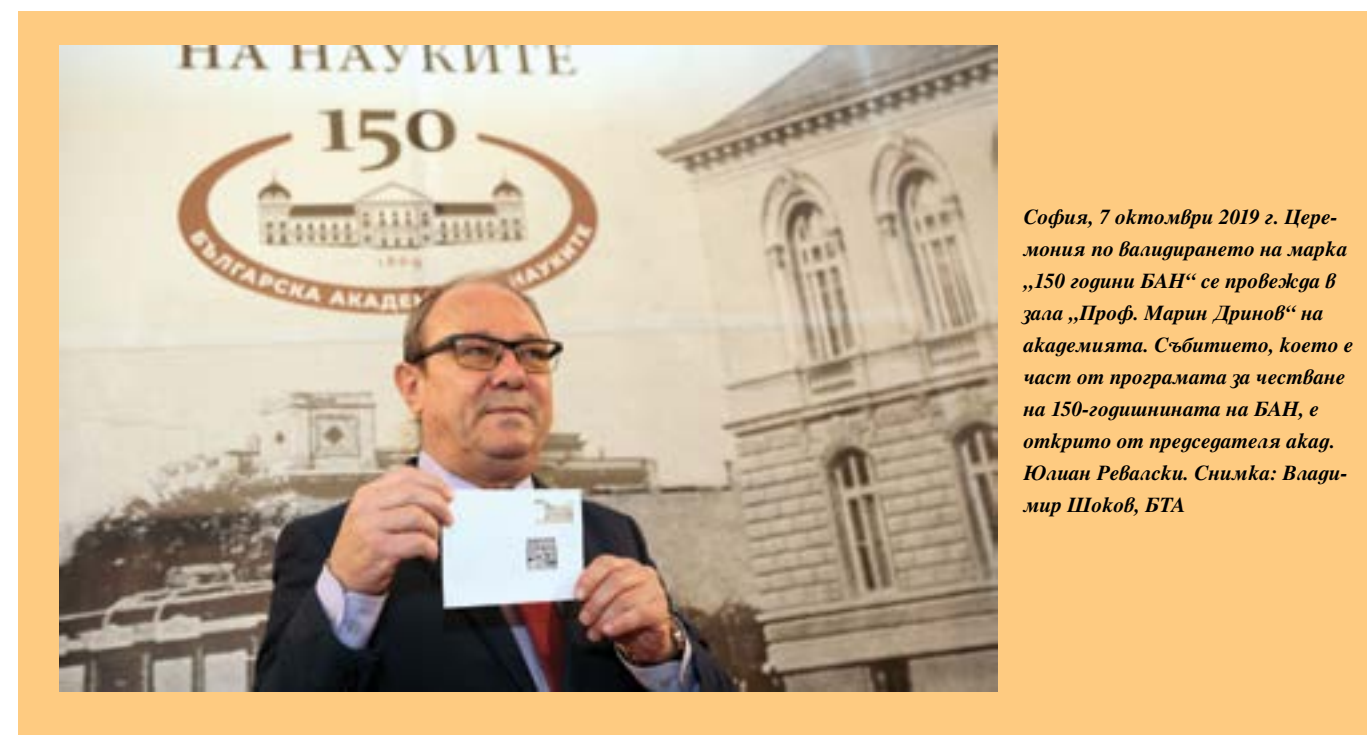 НА НАУКИТЕ
150
БЪЛГАРСКА АКАДЕ НАУКИТЕ
1869
София, 7 октомври 2019 г. Цере-
мония по валидирането на марка
„150 години БАН“ се провежда в
зала „Проф. Марин Дринов“ на
академията. Събитието, което е
част от програмата за честване
на 150-годишнината на БАН, е
открито от председателя акад.
Юлиан Ревалски. Снимка: Влади-
мир Шоков, БТА